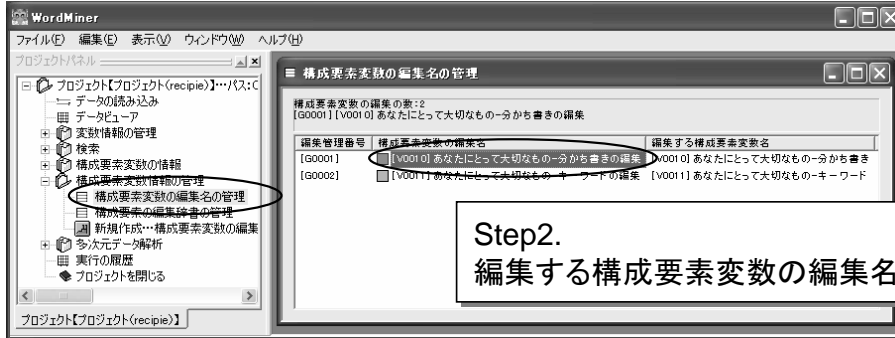 WordMiner
ファイル(F) 編集(E) 表示(V) ウィンドウ(W) ヘルプ(H)
プロジェクトパネル
プロジェクト【プロジェクト(recipie)】…パス:C
データの読み込み
データビューア
変数情報の管理
検索
構成要素変数の情報
構成要素変数情報の管理
構成要素変数の編集名の管理
構成要素の編集辞書の管理
新規作成…構成要素変数の編集
多次元データ解析
実行の履歴
プロジェクトを閉じる
プロジェクト【プロジェクト(recipie)】
構成要素変数の編集名の管理
構成要素変数の編集の数:2
[G0001] [V0010] あなたにとって大切なもの-分かち書きの編集
編集管理番号 構成要素変数の編集名 編集する構成要素変数名
[G0001] [V0010] あなたにとって大切なもの-分かち書きの編集 [V0010] あなたにとって大切なもの-分かち書き
[G0002] [V0011] あなたにとって大切なもの-キーワードの編集 [V0011] あなたにとって大切なもの-キーワード
Step2.
編集する構成要素変数の編集名